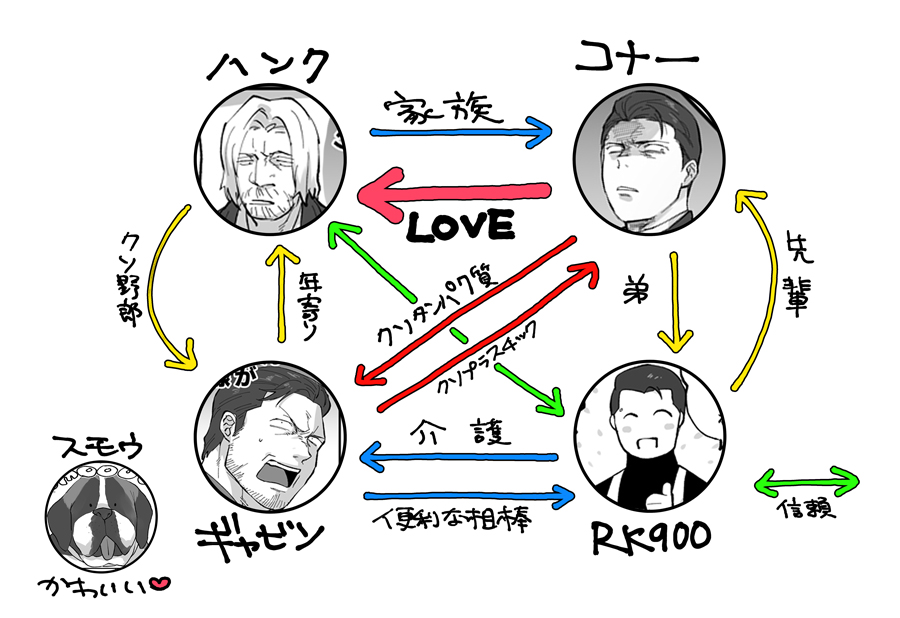 ハンク
コナー
家族
LOVE
クソ野郎
年寄り
クソタンパク質
クソプラスチック
弟
先輩
が
介護
便利な相棒
スモウ
かわいい♥
ギャビン
RK900
信頼